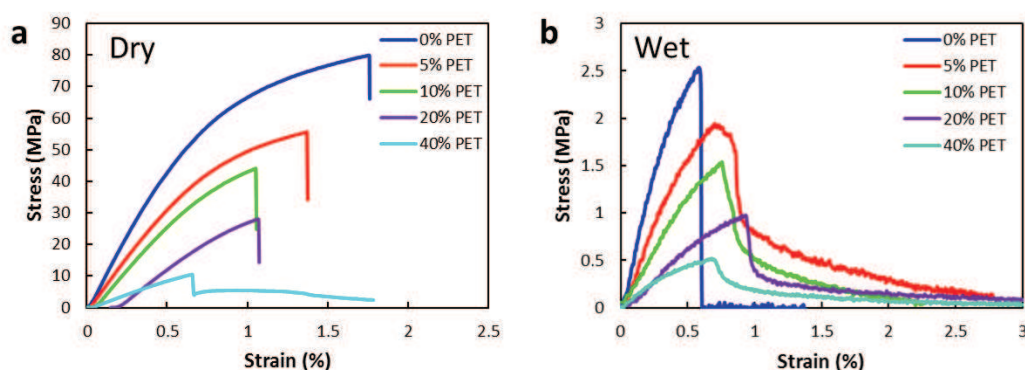 a
Dry
Stress (MPa)
90
80
70
60
50
40
30
20
10
0
0
0.5
1
1.5
2
2.5
Strain (%)
0% PET
5% PET
10% PET
20% PET
40% PET
b
Wet
Stress (MPa)
3
2.5
2
1.5
1
0.5
0
0
0.5
1
1.5
2
2.5
3
Strain (%)
0% PET
5% PET
10% PET
20% PET
40% PET